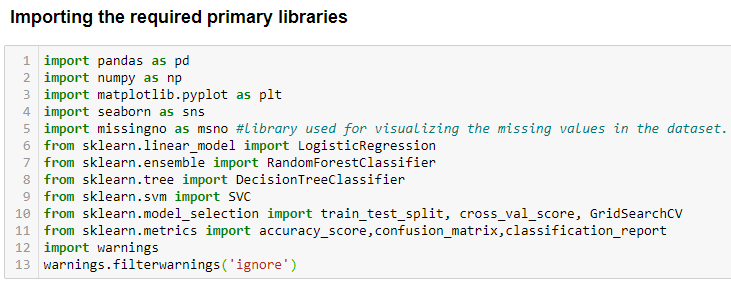 Importing the required primary libraries
1 import pandas as pd
2 import numpy as np
3 import matplotlib.pyplot as plt
4 import seaborn as sns
5 import missingno as msno #library used for visualizing the missing values in the dataset.
6 from sklearn.linear_model import LogisticRegression
7 from sklearn.ensemble import RandomForestClassifier
8 from sklearn.tree import DecisionTreeClassifier
9 from sklearn.svm import SVC
10 from sklearn.model_selection import train_test_split, cross_val_score, GridSearchCV
11 from sklearn.metrics import accuracy_score,confusion_matrix,classification_report
12 import warnings
13 warnings.filterwarnings('ignore')